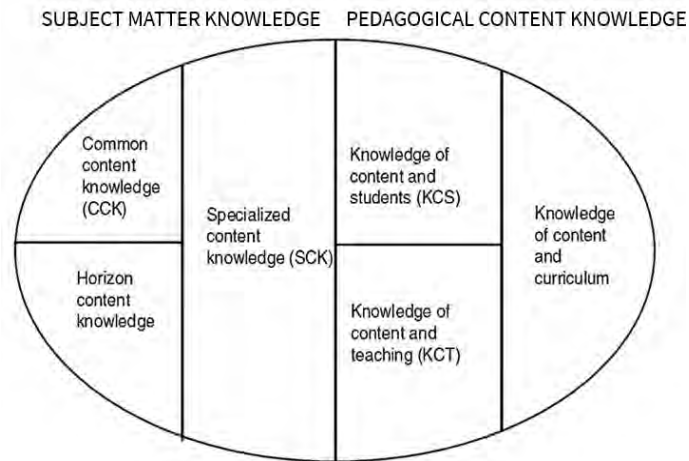 SUBJECT MATTER KNOWLEDGE
PEDAGOGICAL CONTENT KNOWLEDGE
Common
content
knowledge
(CCK)
Horizon
content
knowledge
Specialized
content
knowledge (SCK)
Knowledge of
content and
students (KCS)
Knowledge of
content and
teaching (KCT)
Knowledge
of content
and
curriculum